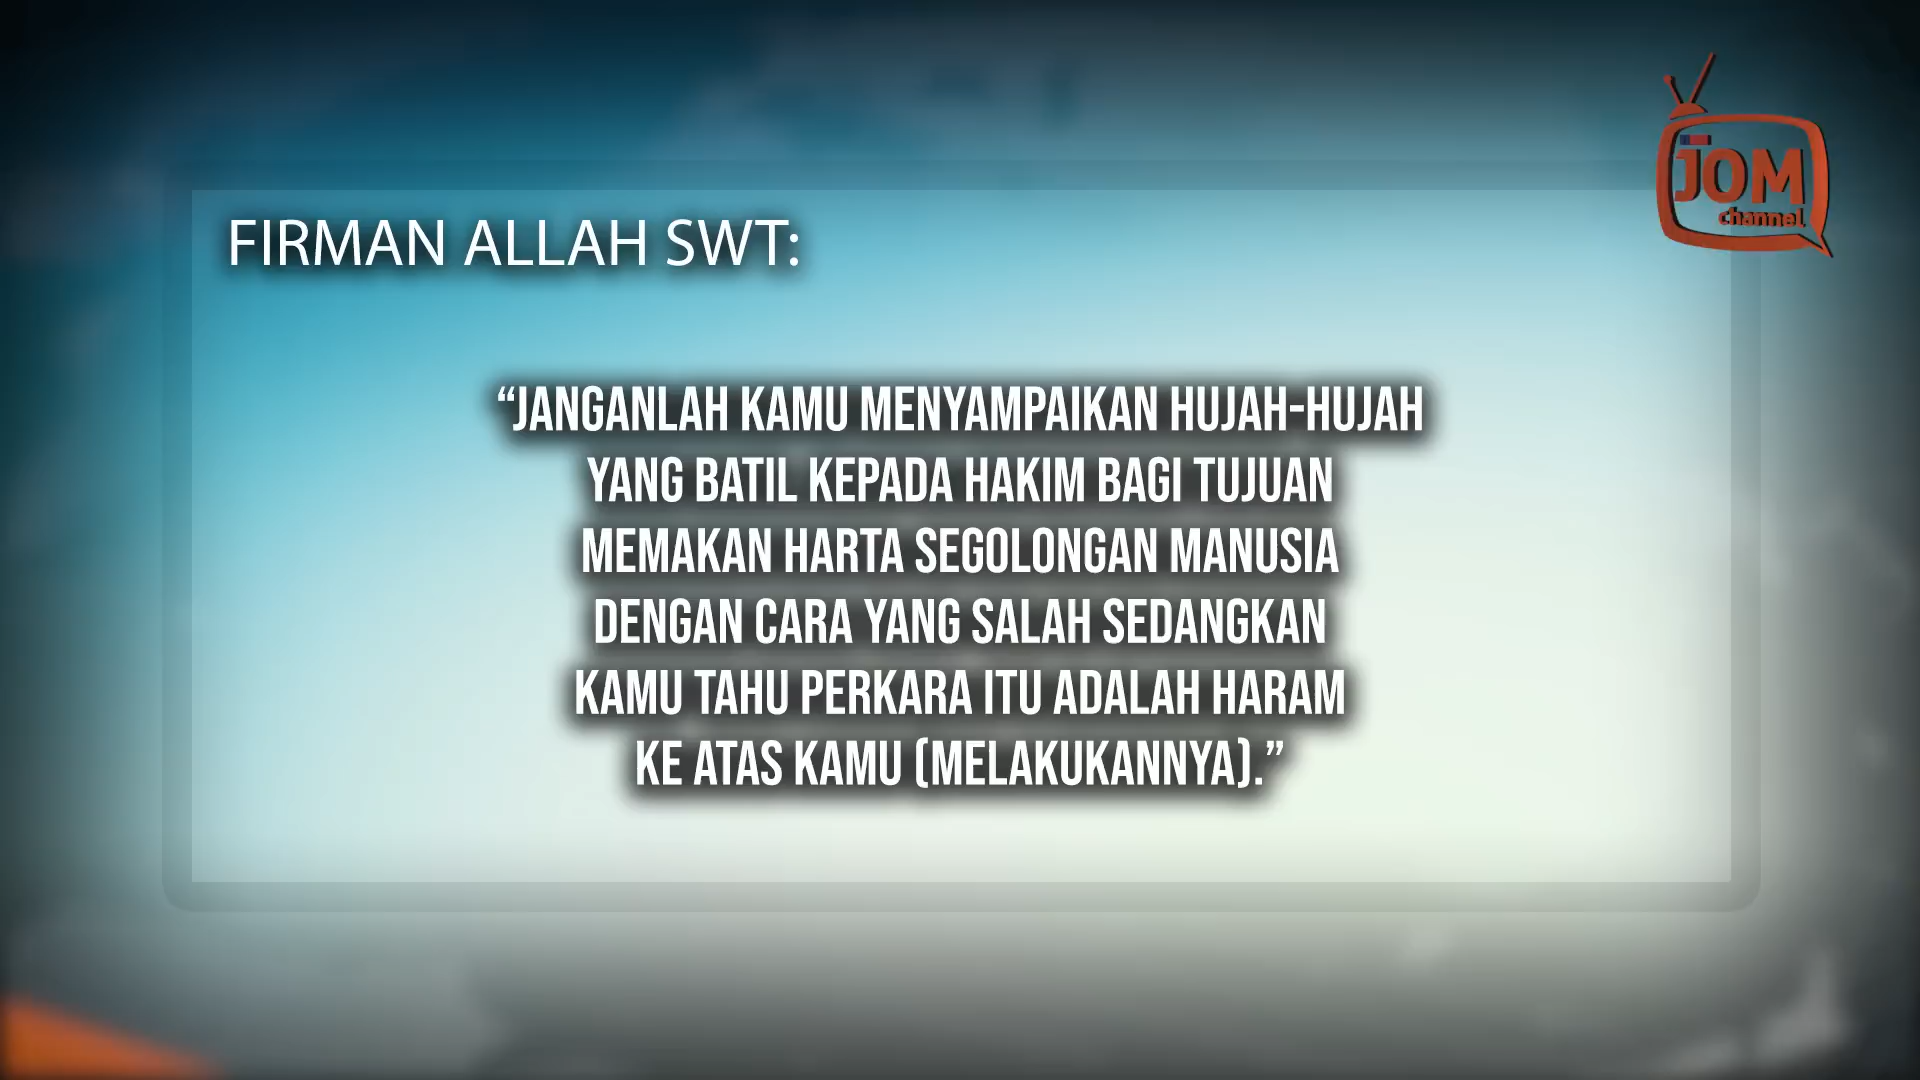 JOM
channel
FIRMAN ALLAH SWT:
“JANGANLAH KAMU MENYAMPAIKAN HUJAH-HUJAH
YANG BATIL KEPADA HAKIM BAGI TUJUAN
MEMAKAN HARTA SEGOLONGAN MANUSIA
DENGAN CARA YANG SALAH SEDANGKAN
KAMU TAHU PERKARA ITU ADALAH HARAM
KE ATAS KAMU (MELAKUKANNYA).”